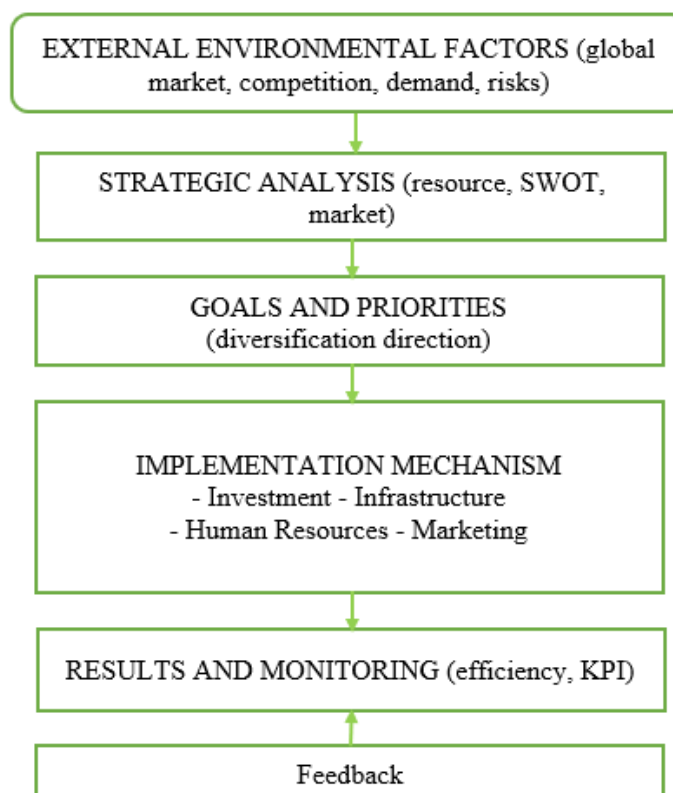 EXTERNAL ENVIRONMENTAL FACTORS (global
market, competition, demand, risks)
STRATEGIC ANALYSIS (resource, SWOT,
market)
GOALS AND PRIORITIES
(diversification direction)
IMPLEMENTATION MECHANISM
- Investment - Infrastructure
- Human Resources - Marketing
RESULTS AND MONITORING (efficiency, KPI)
Feedback